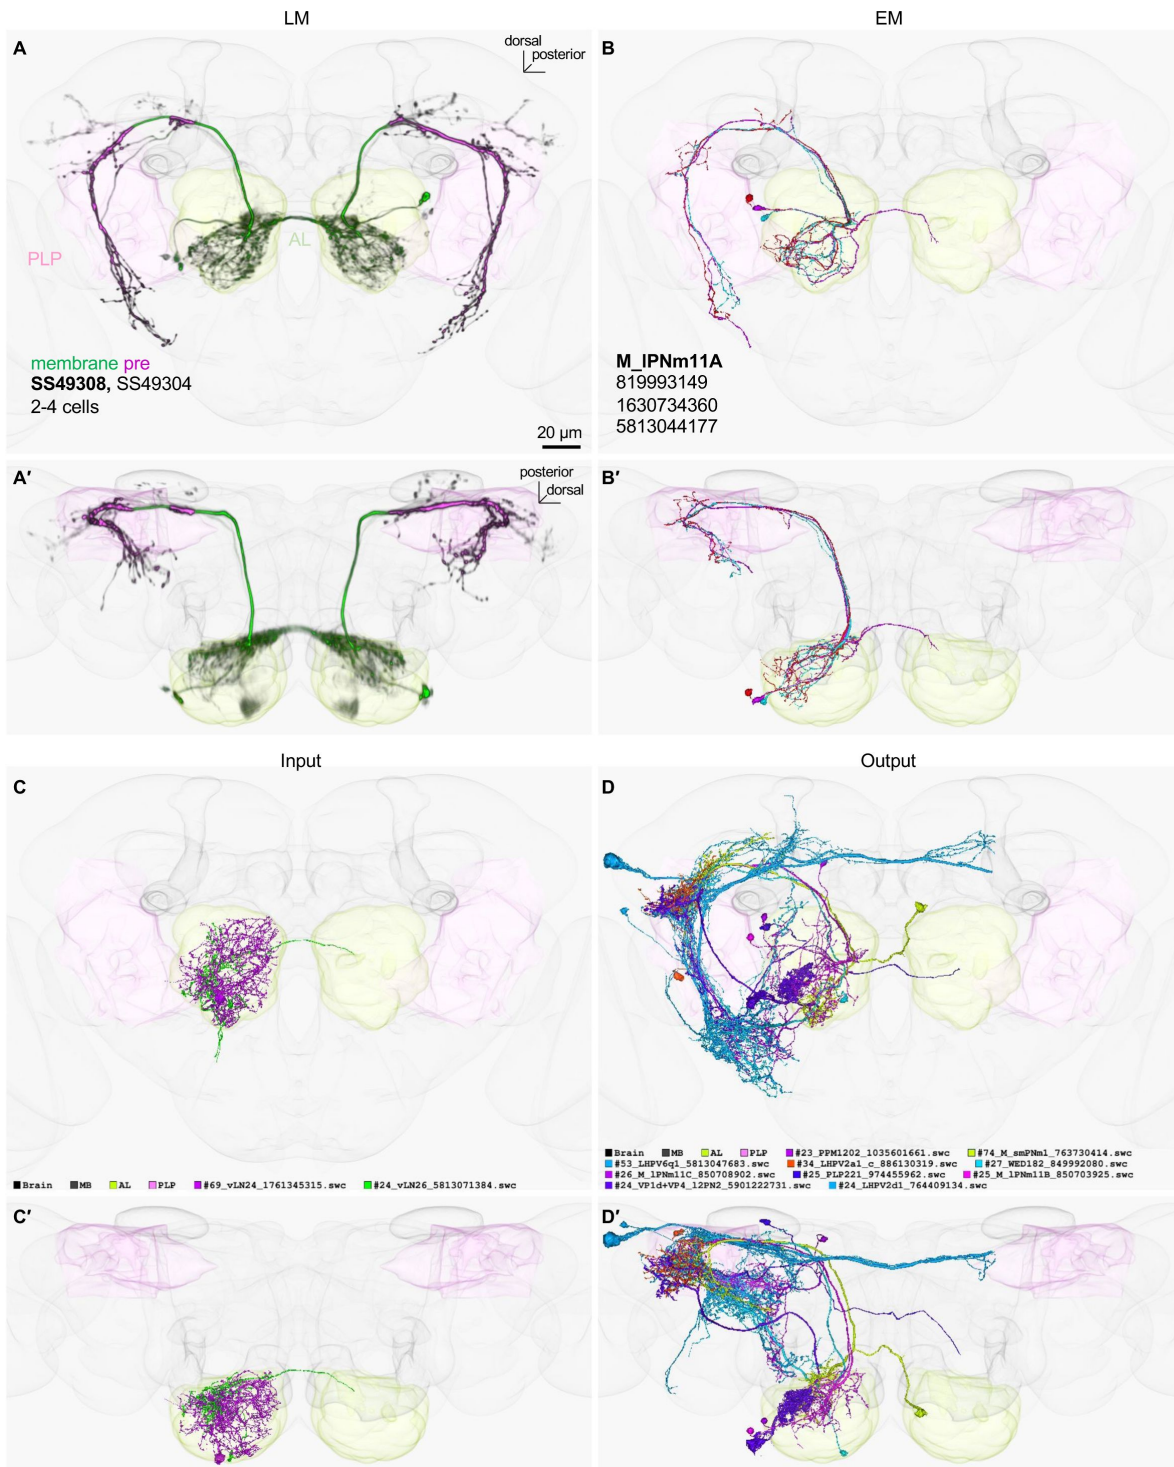 LM
EM
A
dorsal
posterior
B
PLP
AL
membrane pre
SS49308, SS49304
2-4 cells
20 µm
M_lPNm11A
819993149
1630734360
5813044177
A′
posterior
dorsal
B′
Input
Output
C
D
Brain MB AL PLP #69_vLN24_1761345315.swc #24_vLN26_5813071384.swc
Brain MB AL PLP #23_PPM1202_1035601661.swc #74_M_smPNm1_763730414.swc
#53_LHPV6q1_5813047683.swc #34_LHPV2a1_c_886130319.swc #27_WED182_849992080.swc
#26_M_lPNm11C_850708902.swc #25_PLP221_974455962.swc #25_M_lPNm11B_850703925.swc
#24_VP1d+VP4_l2PN2_5901222731.swc #24_LHPV2d1_764409134.swc
C′
D′